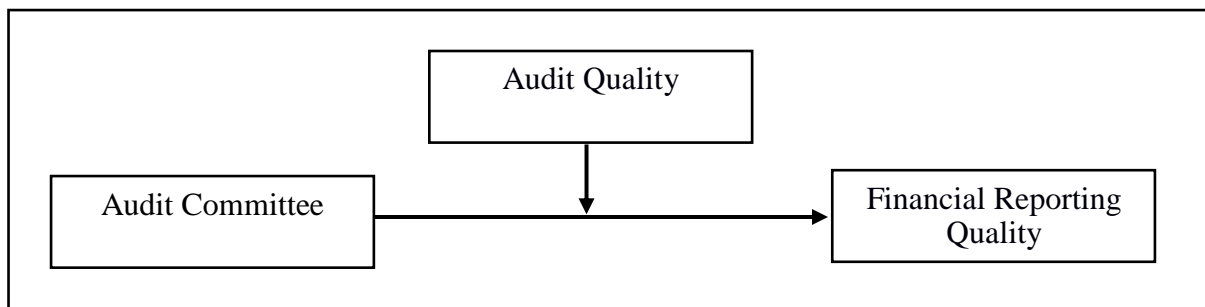 Audit Quality
Audit Committee
Financial Reporting
Quality